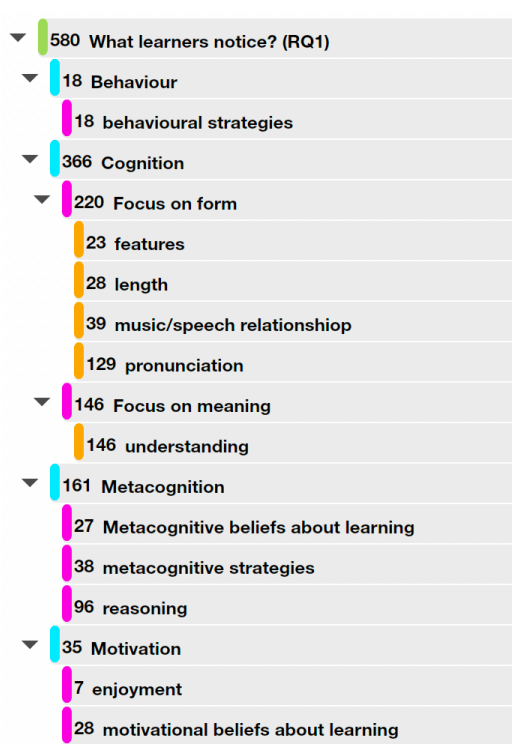 580 What learners notice? (RQ1)
18 Behaviour
18 behavioural strategies
366 Cognition
220 Focus on form
23 features
28 length
39 music/speech relationshiop
129 pronunciation
146 Focus on meaning
146 understanding
161 Metacognition
27 Metacognitive beliefs about learning
38 metacognitive strategies
96 reasoning
35 Motivation
7 enjoyment
28 motivational beliefs about learning